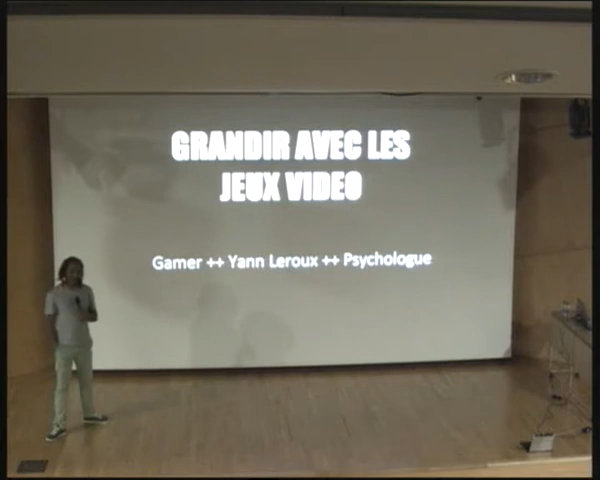 GRANDIR AVEC LES
JEUX VIDEO
Gamer ++ Yann Leroux ++ Psychologue